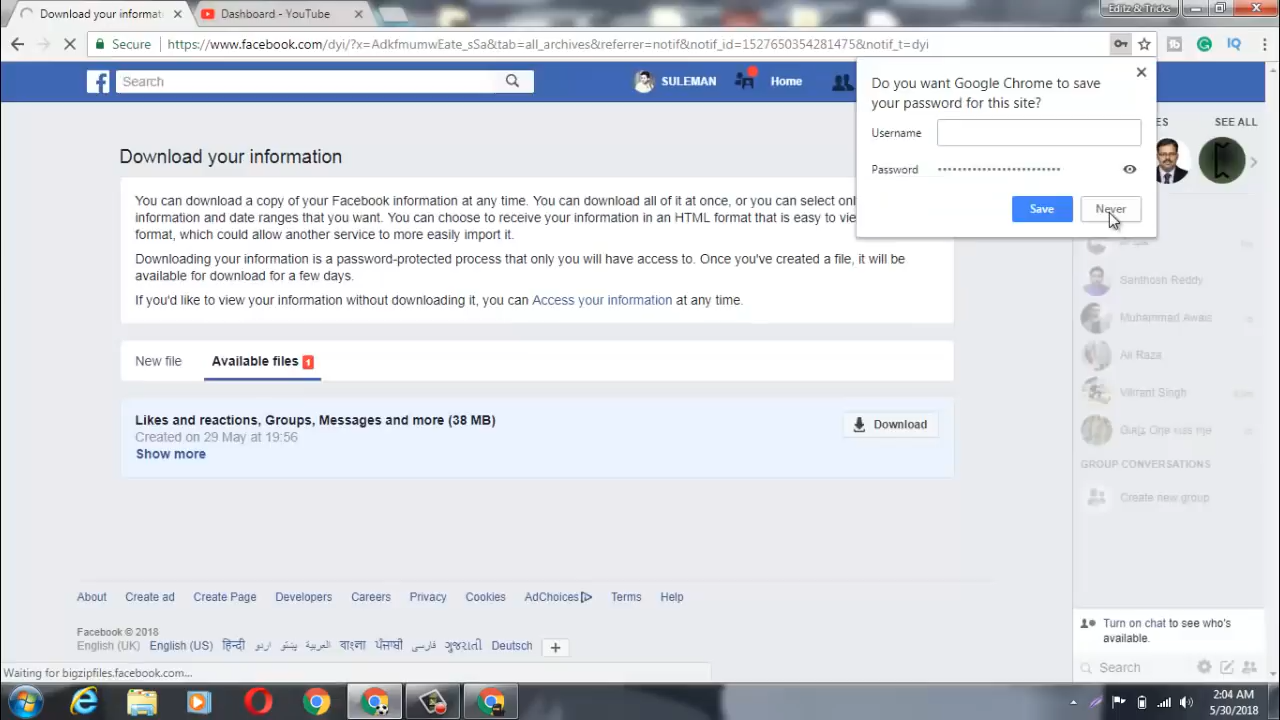 Download your informat
Dashboard - YouTube
Editz & Tricks
Secure
https://www.facebook.com/dyi/?x=AdkfmumwEate_sSa&tab=all_archives&referrer=notif&notif_id=1527650354281475&notif_t=dyi
Search
SULEMAN
Home
Do you want Google Chrome to save
your password for this site?
Username
Password
Save
Never
ES
SEE ALL
Download your information
You can download a copy of your Facebook information at any time. You can download all of it at once, or you can select onl
information and date ranges that you want. You can choose to receive your information in an HTML format that is easy to vie
format, which could allow another service to more easily import it.
Downloading your information is a password-protected process that only you will have access to. Once you've created a file, it will be
available for download for a few days.
If you'd like to view your information without downloading it, you can Access your information at any time.
New file
Available files 1
Likes and reactions, Groups, Messages and more (38 MB)
Created on 29 May at 19:56
Show more
Download
Santhosh Reddy
Muhammad Awais
Ali Raza
Vikrant Singh
GROUP CONVERSATIONS
Create new group
Turn on chat to see who's
available.
Search
About
Create ad
Create Page
Developers
Careers
Privacy
Cookies
AdChoices
Terms
Help
Facebook © 2018
English (UK)
English (US)
हिन्दी
اردو
پښتو
العربية
বাংলা
ਪੰਜਾਬੀ
فارسی
ગુજરાતી
Deutsch
+
Waiting for bigzipfiles.facebook.com...
2:04 AM
5/30/2018